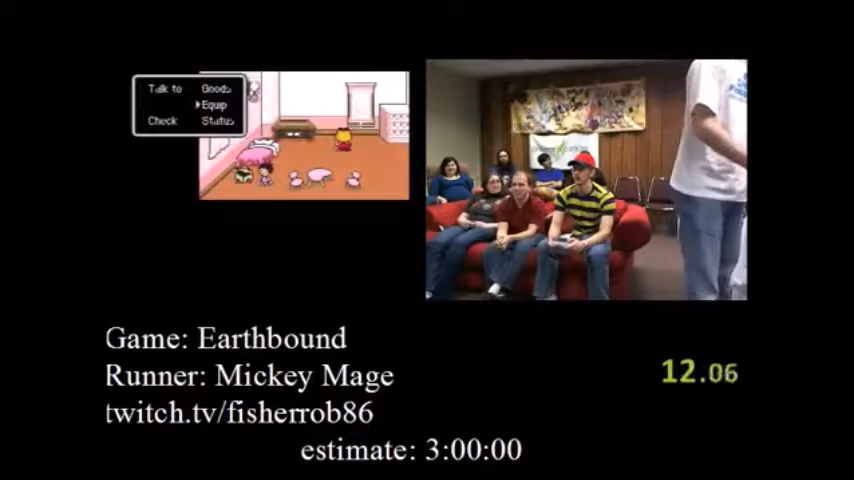 Talk to Goods
Equip
Check Status
Game: Earthbound
Runner: Mickey Mage
twitch.tv/fisherrob86
estimate: 3:00:00
12.06